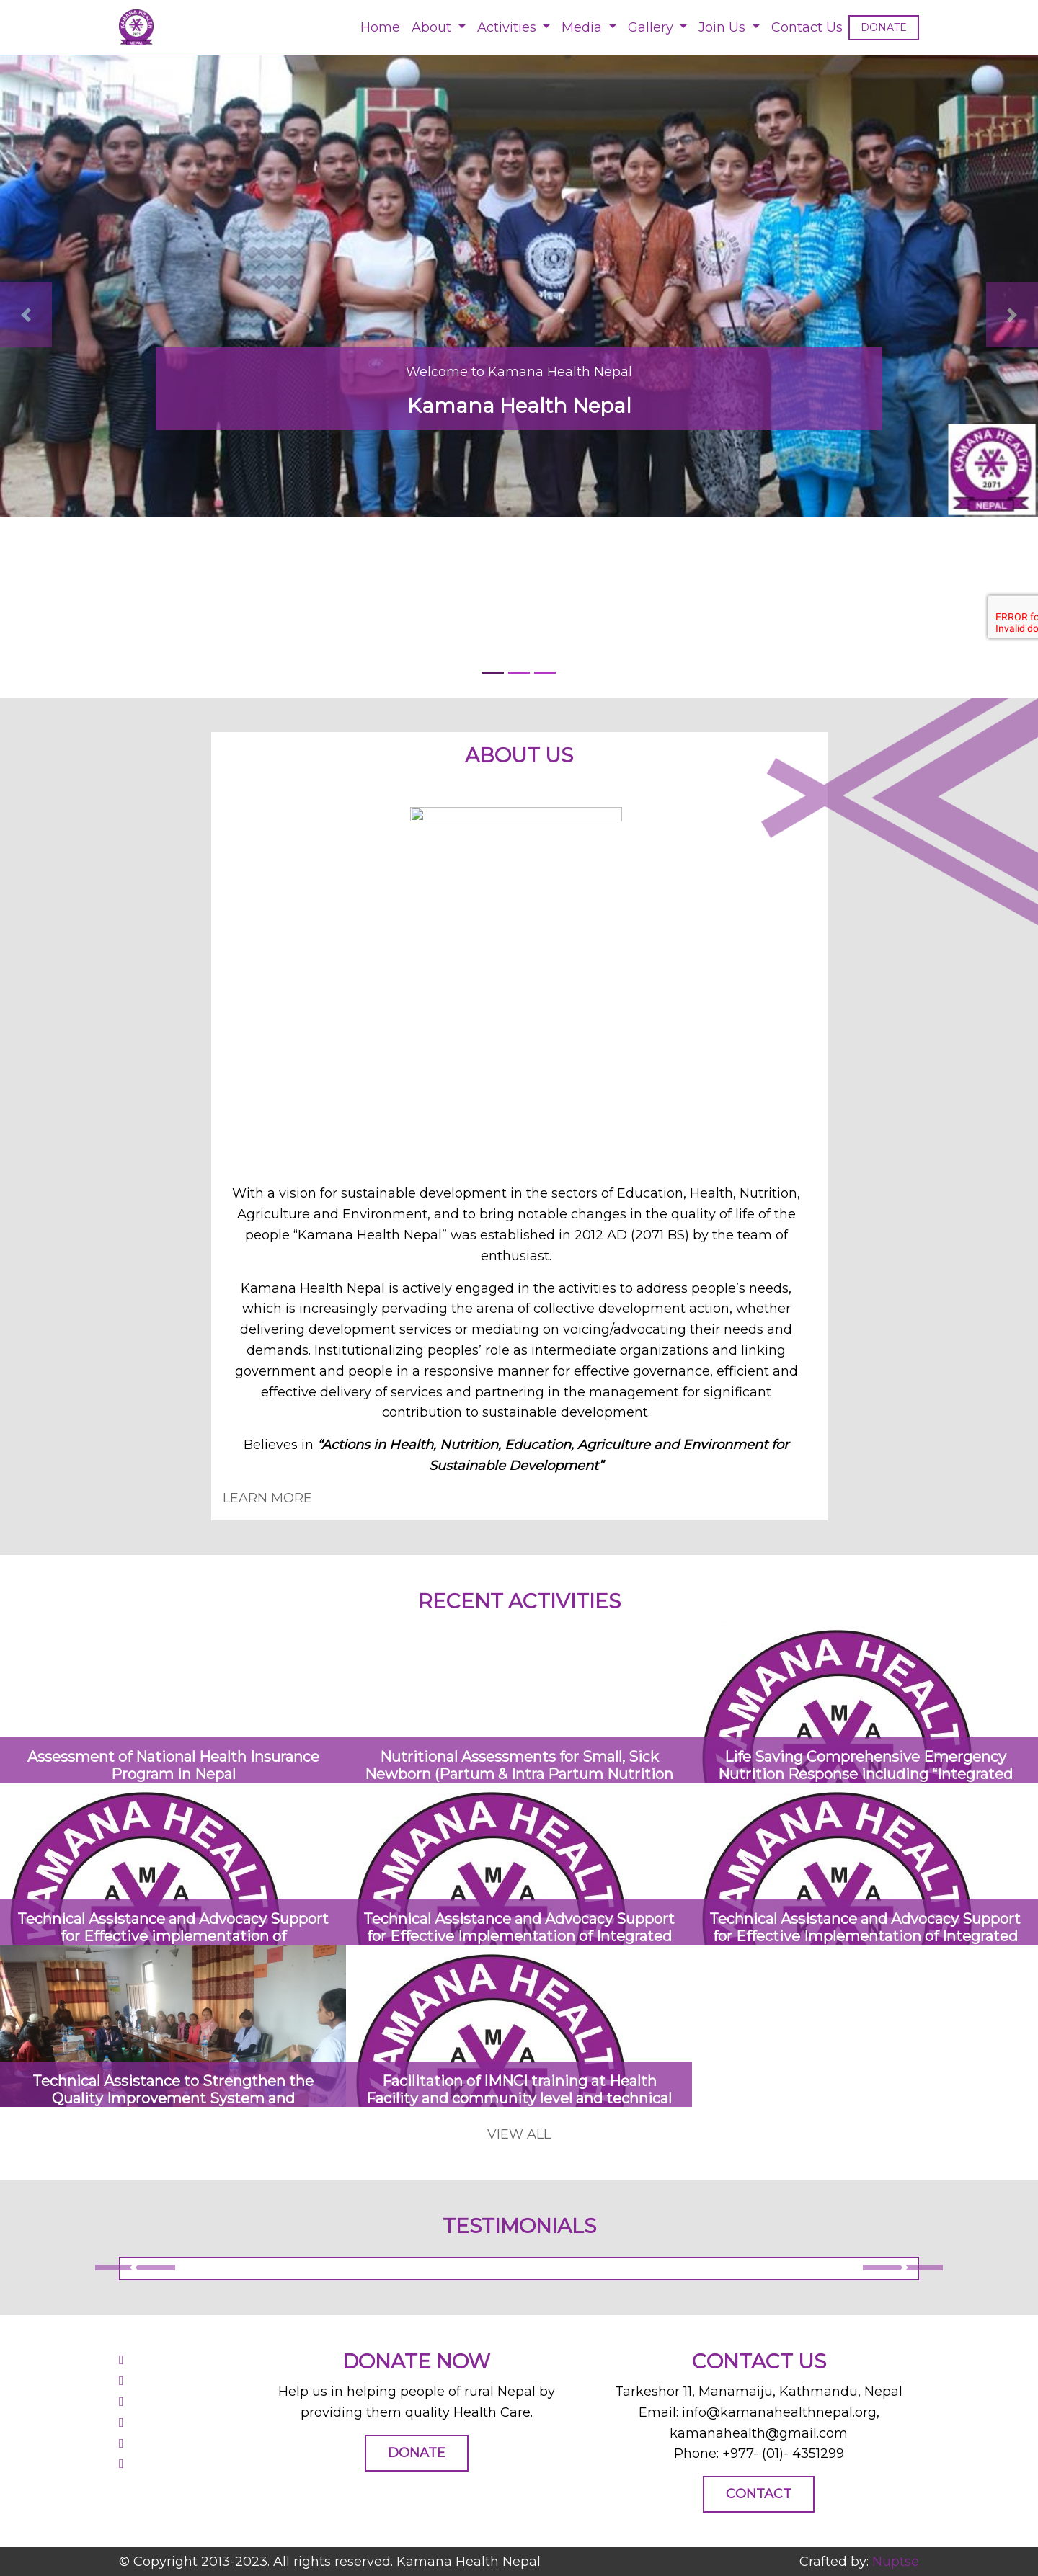 KAMANA HEALTH
2071
NEPAL
Home About Activities Media Gallery Join Us Contact Us DONATE
Welcome to Kamana Health Nepal
Kamana Health Nepal
KAMANA HEALTH
2071
NEPAL
ERROR fo
Invalid do
ABOUT US
With a vision for sustainable development in the sectors of Education, Health, Nutrition,
Agriculture and Environment, and to bring notable changes in the quality of life of the
people “Kamana Health Nepal” was established in 2012 AD (2071 BS) by the team of
enthusiast.
Kamana Health Nepal is actively engaged in the activities to address people’s needs,
which is increasingly pervading the arena of collective development action, whether
delivering development services or mediating on voicing/advocating their needs and
demands. Institutionalizing peoples’ role as intermediate organizations and linking
government and people in a responsive manner for effective governance, efficient and
effective delivery of services and partnering in the management for significant
contribution to sustainable development.
Believes in “Actions in Health, Nutrition, Education, Agriculture and Environment for
Sustainable Development”
LEARN MORE
RECENT ACTIVITIES
Assessment of National Health Insurance
Program in Nepal
Nutritional Assessments for Small, Sick
Newborn (Partum & Intra Partum Nutrition
KAMANA HEALTH
A M A
Life Saving Comprehensive Emergency
Nutrition Response including “Integrated
KAMANA HEALTH
A M A
Technical Assistance and Advocacy Support
for Effective implementation of
KAMANA HEALTH
A M A
Technical Assistance and Advocacy Support
for Effective Implementation of Integrated
KAMANA HEALTH
A M A
Technical Assistance and Advocacy Support
for Effective Implementation of Integrated
Technical Assistance to Strengthen the
Quality Improvement System and
KAMANA HEALTH
A M A
Facilitation of IMNCI training at Health
Facility and community level and technical
VIEW ALL
TESTIMONIALS
DONATE NOW
Help us in helping people of rural Nepal by
providing them quality Health Care.
DONATE
CONTACT US
Tarkeshor 11, Manamaiju, Kathmandu, Nepal
Email: info@kamanahealthnepal.org,
kamanahealth@gmail.com
Phone: +977- (01)- 4351299
CONTACT
© Copyright 2013-2023. All rights reserved. Kamana Health Nepal
Crafted by: Nuptse